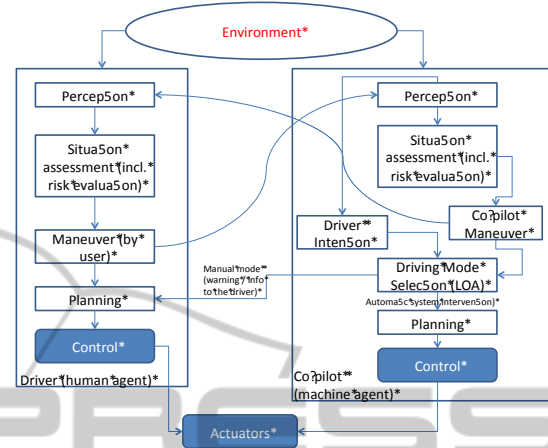 Environment*
Percep5on*
Situa5on*
assessment*(incl.*
risk*evalua5on)*
Maneuver*(by*
user)*
Planning*
Control*
Driver*(human*agent)*
Percep5on*
Situa5on*
assessment*(incl.*
risk*evalua5on)*
Co?pilot*
Maneuver*
Driver**
Inten5on*
Driving*Mode*
Selec5on*(LOA)*
Manual*mode**
(warning*/*info*
to*the*driver)*
Automa5c*system*interven5on)*
Planning*
Control*
Co?pilot**
(machine*agent)*
Actuators*
PRESS